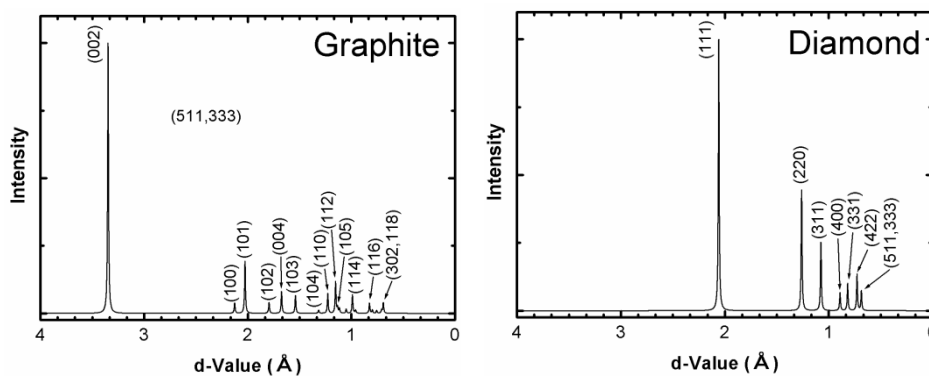 Graphite
(002)
(511,333)
(100)
(101)
(102)
(004)
(103)
(104)
(110)
(112)
(105)
(114)
(116)
(302,118)
Intensity
4 3 2 1 0
d-Value (Å)
Diamond
(111)
(220)
(311)
(400)
(331)
(422)
(511,333)
Intensity
4 3 2 1 0
d-Value (Å)